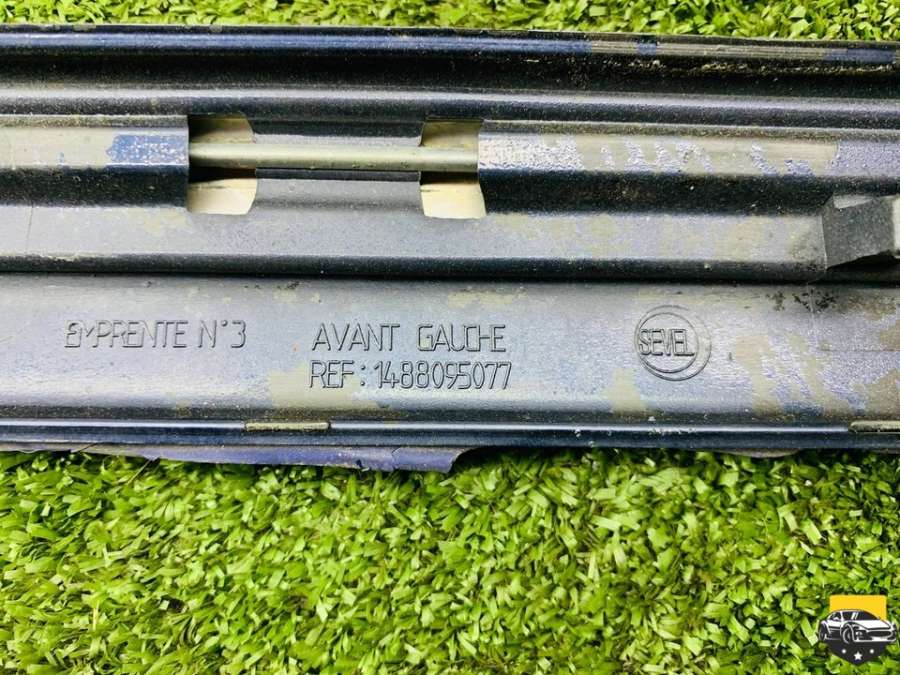 EMPRENTE N°3
AVANT GAUCHE
REF: 1488095077
SEVEL